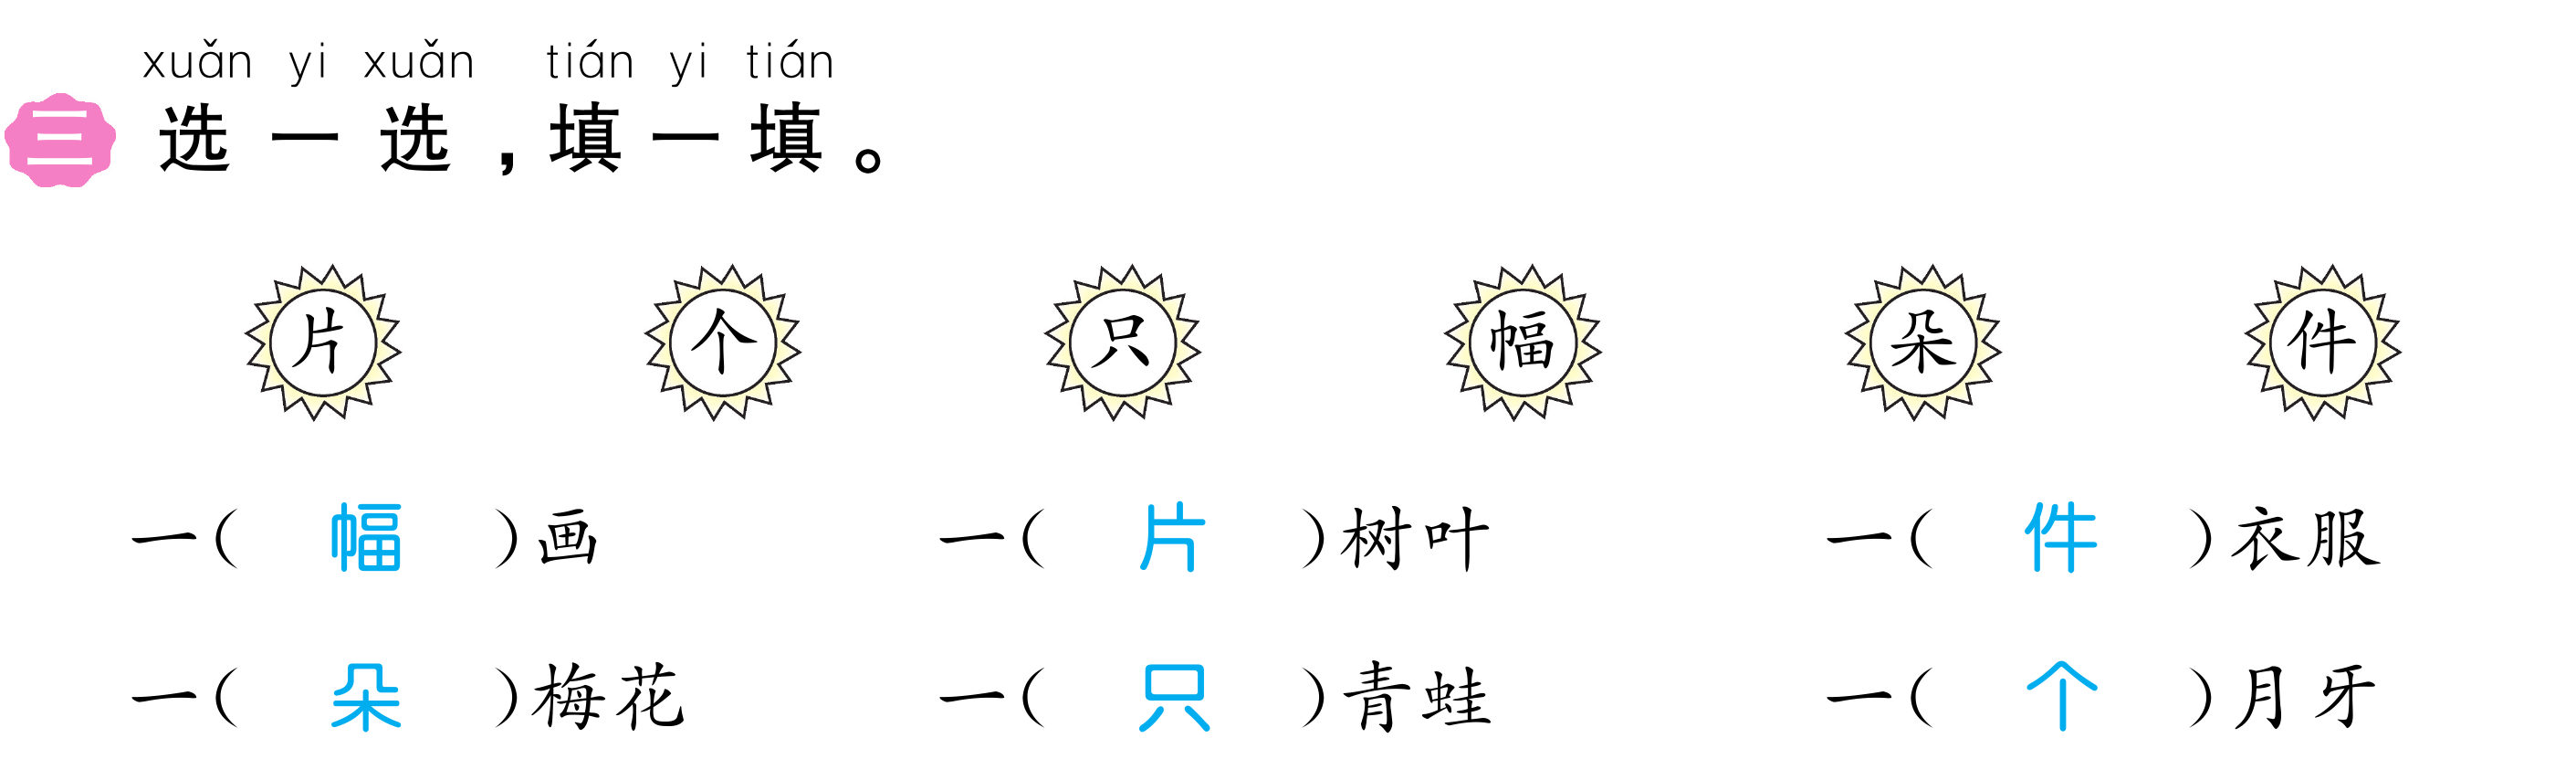 xuǎn yi xuǎn tián yi tián
三 选一选,填一填。
片 个 只 幅 朵 件
一( 幅 )画 一( 片 )树叶 一( 件 )衣服
一( 朵 )梅花 一( 只 )青蛙 一( 个 )月牙